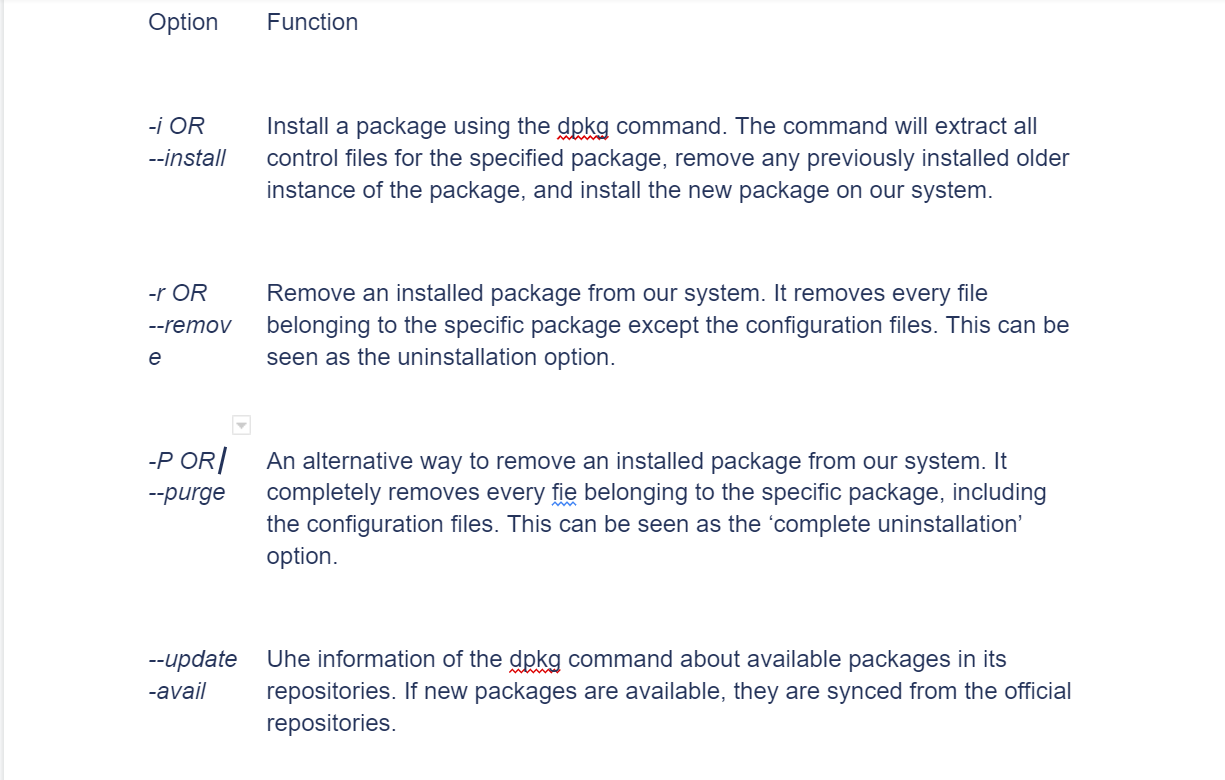 Option Function
-i OR Install a package using the dpkg command. The command will extract all
--install control files for the specified package, remove any previously installed older
instance of the package, and install the new package on our system.
-r OR Remove an installed package from our system. It removes every file
--remov belonging to the specific package except the configuration files. This can be
e seen as the uninstallation option.
-P OR An alternative way to remove an installed package from our system. It
--purge completely removes every fie belonging to the specific package, including
the configuration files. This can be seen as the ‘complete uninstallation’
option.
--update Uhe information of the dpkg command about available packages in its
-avail repositories. If new packages are available, they are synced from the official
repositories.